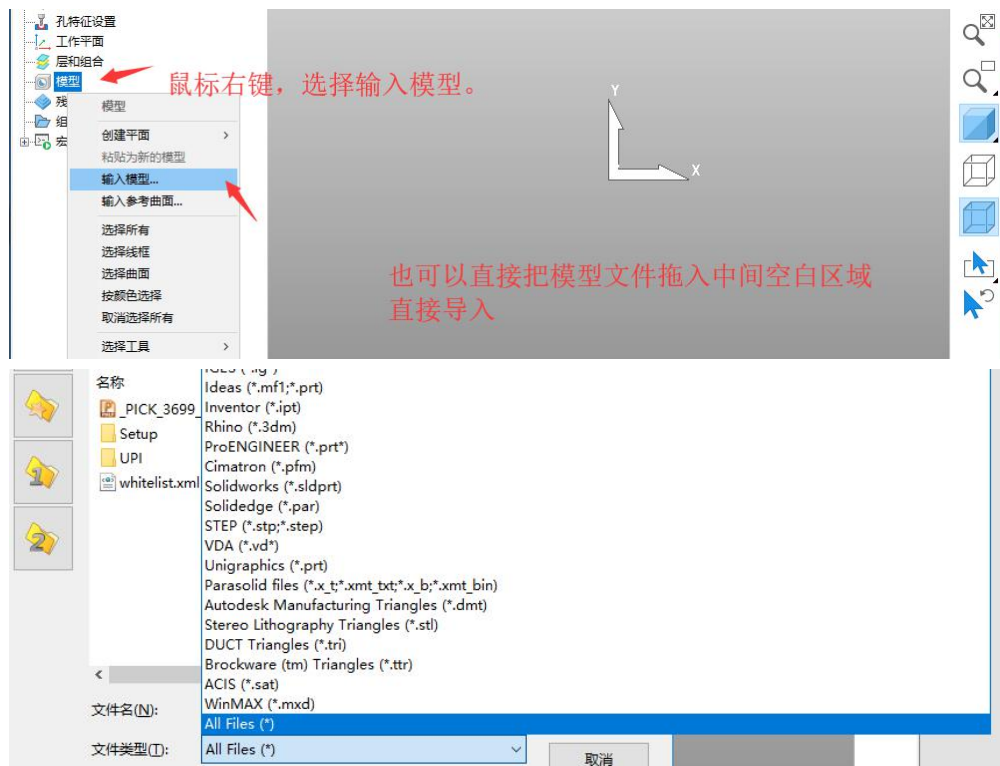 孔特征设置
工作平面
层和组合
模型
鼠标右键，选择输入模型。
残
组
宏
模型
创建平面 >
粘贴为新的模型
输入模型...
输入参考曲面...
选择所有
选择线框
选择曲面
按颜色选择
取消选择所有
选择工具 >
Y
X
也可以直接把模型文件拖入中间空白区域
直接导入
名称
_PICK_3699_
Setup
UPI
whitelist.xml
Ideas (*.mf1;*.prt)
Inventor (*.ipt)
Rhino (*.3dm)
ProENGINEER (*.prt*)
Cimatron (*.pfm)
Solidworks (*.sldprt)
Solidedge (*.par)
STEP (*.stp;*.step)
VDA (*.vd*)
Unigraphics (*.prt)
Parasolid files (*.x_t;*.xmt_txt;*.x_b;*.xmt_bin)
Autodesk Manufacturing Triangles (*.dmt)
Stereo Lithography Triangles (*.stl)
DUCT Triangles (*.tri)
Brockware (tm) Triangles (*.ttr)
ACIS (*.sat)
WinMAX (*.mxd)
All Files (*)
文件名(N):
文件类型(T):
All Files (*)
取消